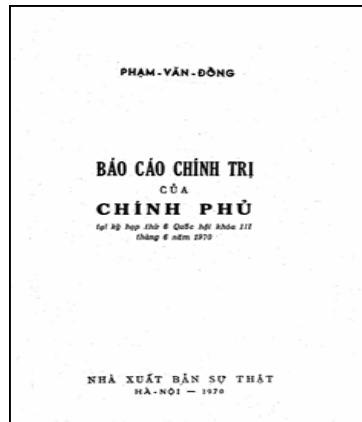 PHẠM-VĂN-ĐỒNG
BÁO CÁO CHÍNH TRỊ
CỦA
CHÍNH PHỦ
tại kỳ họp thứ 6 Quốc hội khóa III
tháng 6 năm 1970
NHÀ XUẤT BẢN SỰ THẬT
HÀ-NỘI — 1970